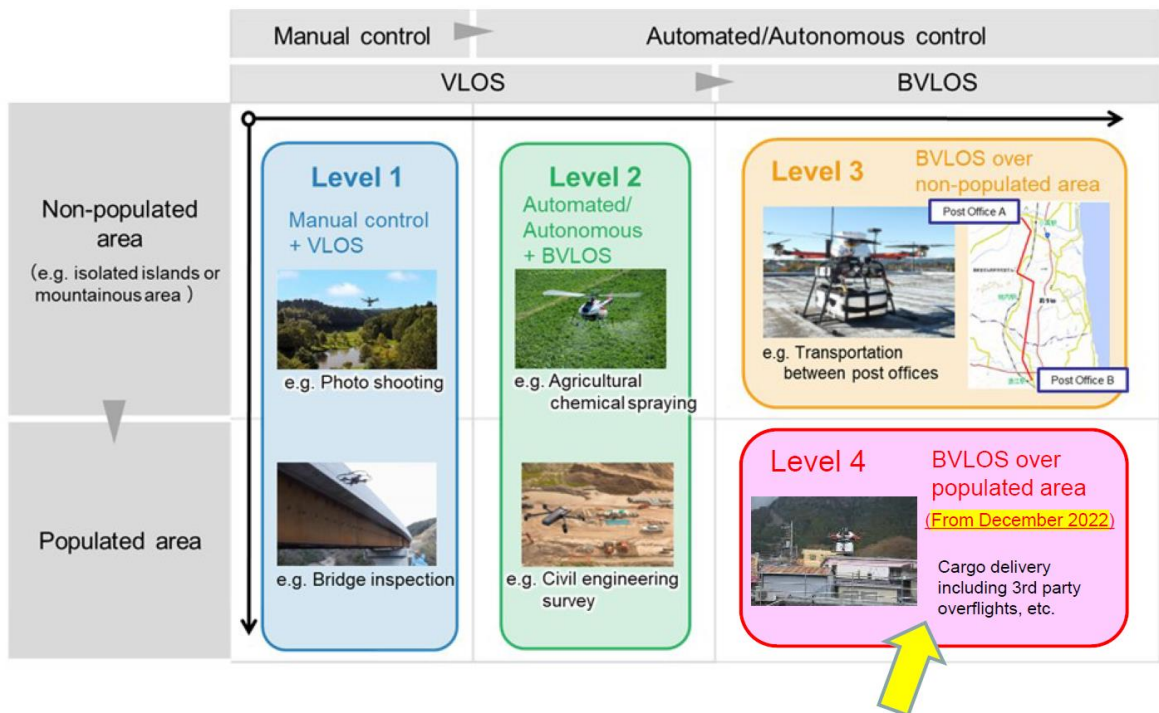 Manual control
Automated/Autonomous control
VLOS
BVLOS
Non-populated
area
(e.g. isolated islands or
mountainous area )
Level 1
Manual control
+ VLOS
e.g. Photo shooting
Level 2
Automated/
Autonomous
+ BVLOS
e.g. Agricultural
chemical spraying
Level 3
BVLOS over
non-populated area
Post Office A
Post Office B
e.g. Transportation
between post offices
Populated area
e.g. Bridge inspection
e.g. Civil engineering
survey
Level 4
BVLOS over
populated area
(From December 2022)
Cargo delivery
including 3rd party
overflights, etc.